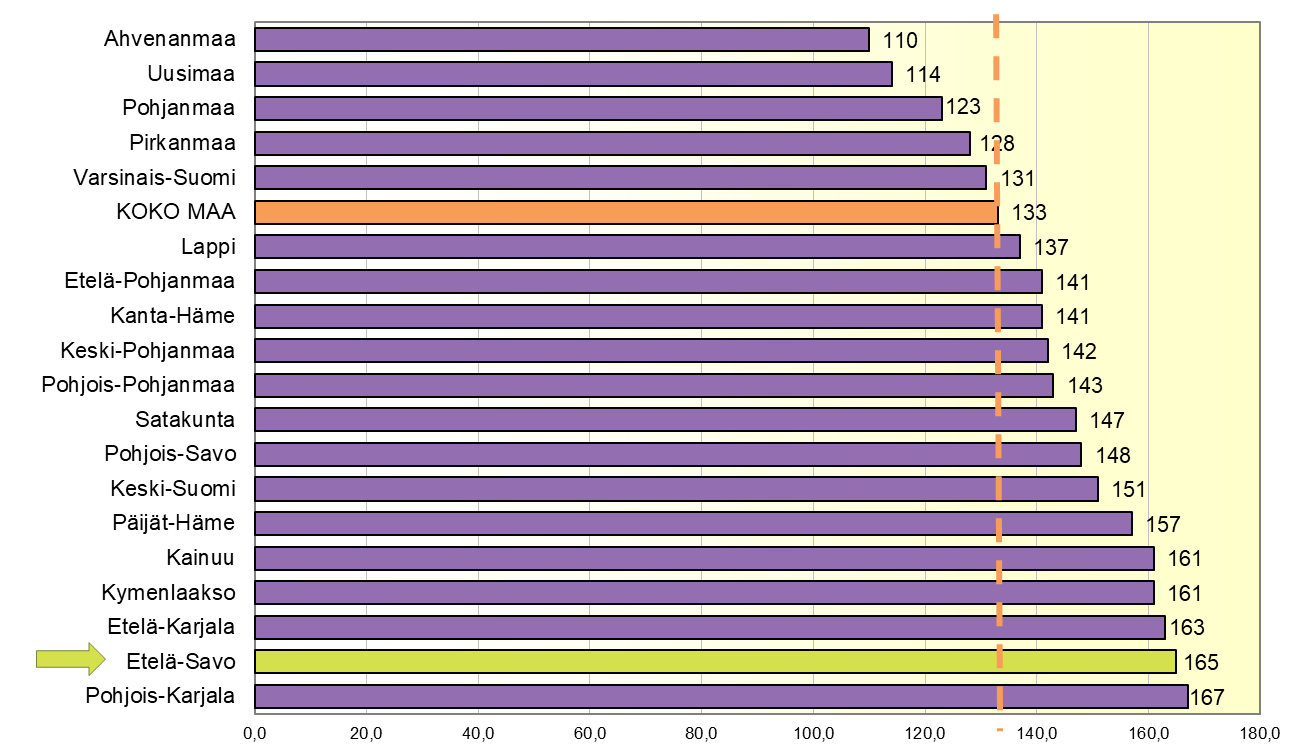 Ahvenanmaa 110
Uusimaa 114
Pohjanmaa 123
Pirkanmaa 128
Varsinais-Suomi 131
KOKO MAA 133
Lappi 137
Etelä-Pohjanmaa 141
Kanta-Häme 141
Keski-Pohjanmaa 142
Pohjois-Pohjanmaa 143
Satakunta 147
Pohjois-Savo 148
Keski-Suomi 151
Päijät-Häme 157
Kainuu 161
Kymenlaakso 161
Etelä-Karjala 163
Etelä-Savo 165
Pohjois-Karjala 167
0,0 20,0 40,0 60,0 80,0 100,0 120,0 140,0 160,0 180,0